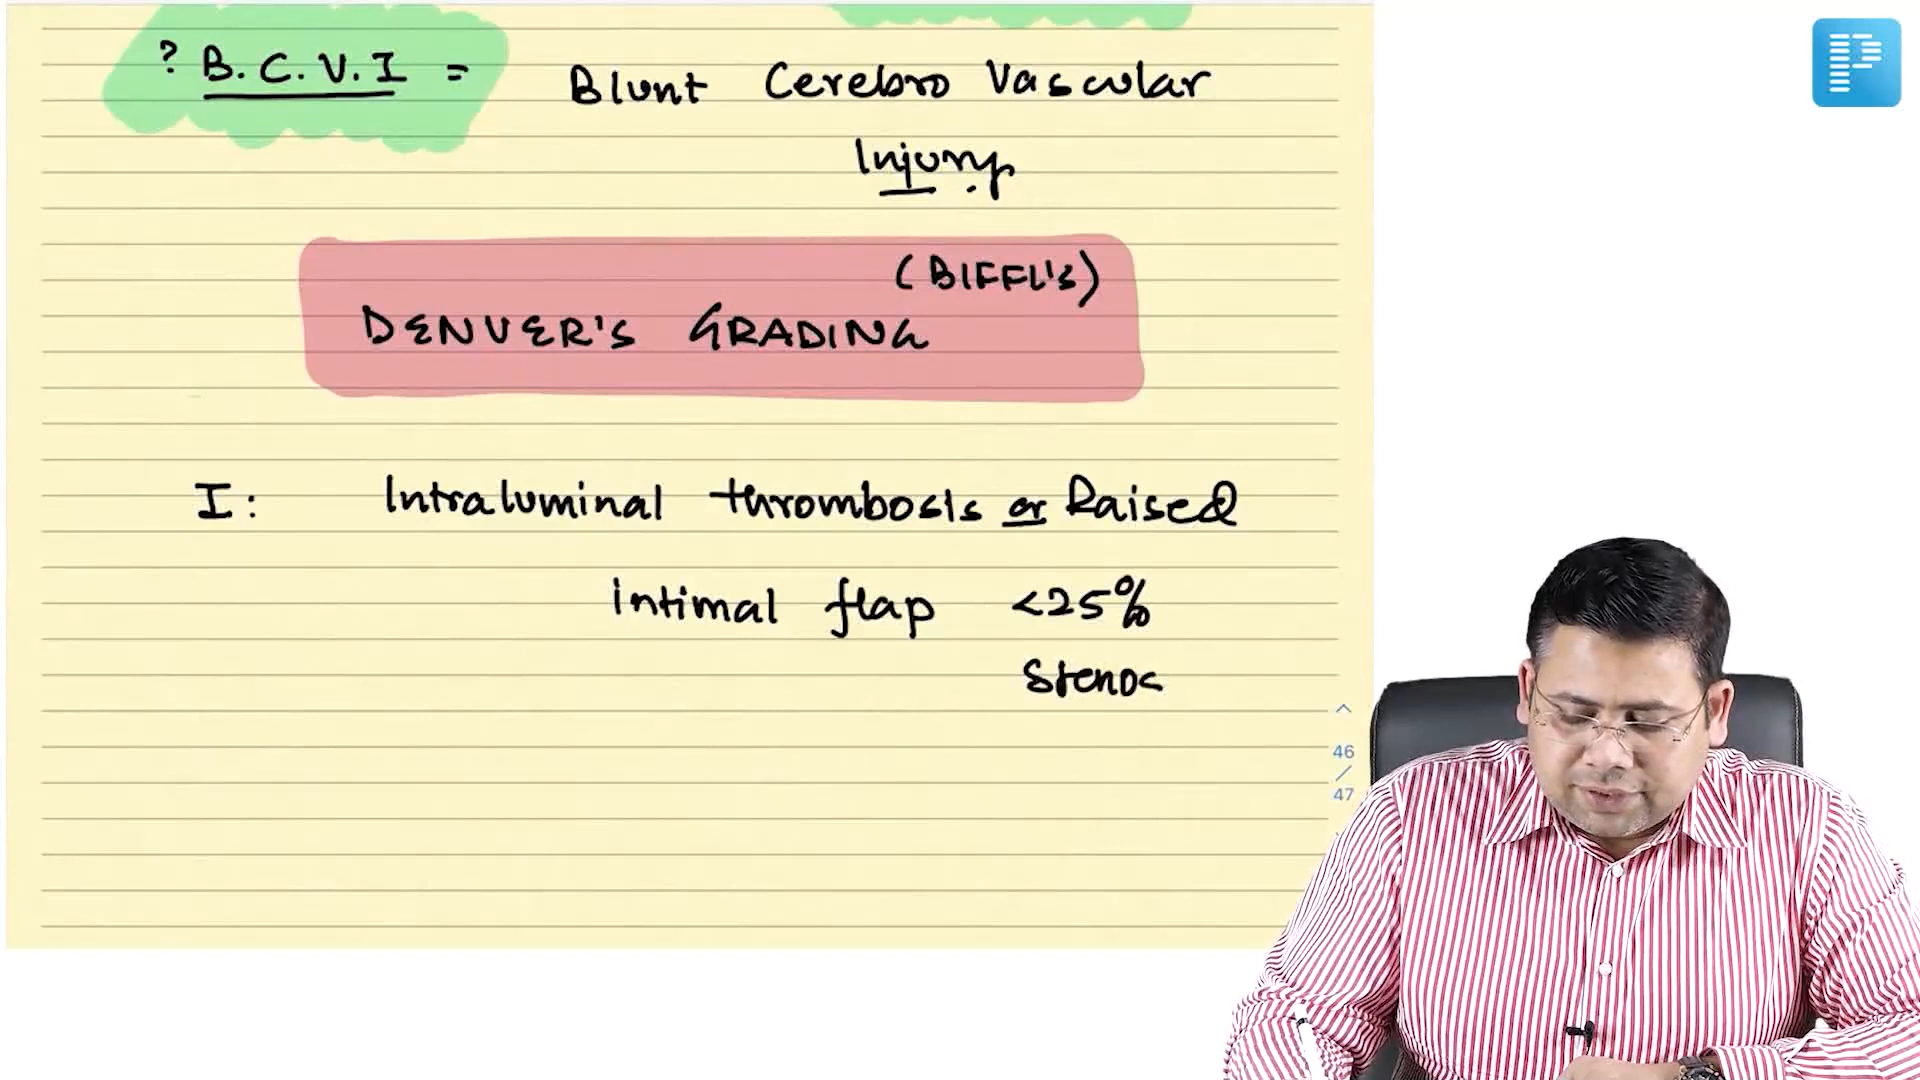 ? B.C.V.I = Blunt Cerebro Vascular
Injury
(BIFFL'S)
DENVER'S GRADING
I: Intraluminal thrombosis or Raised
intimal flap <25%
Stenos
46
/
47